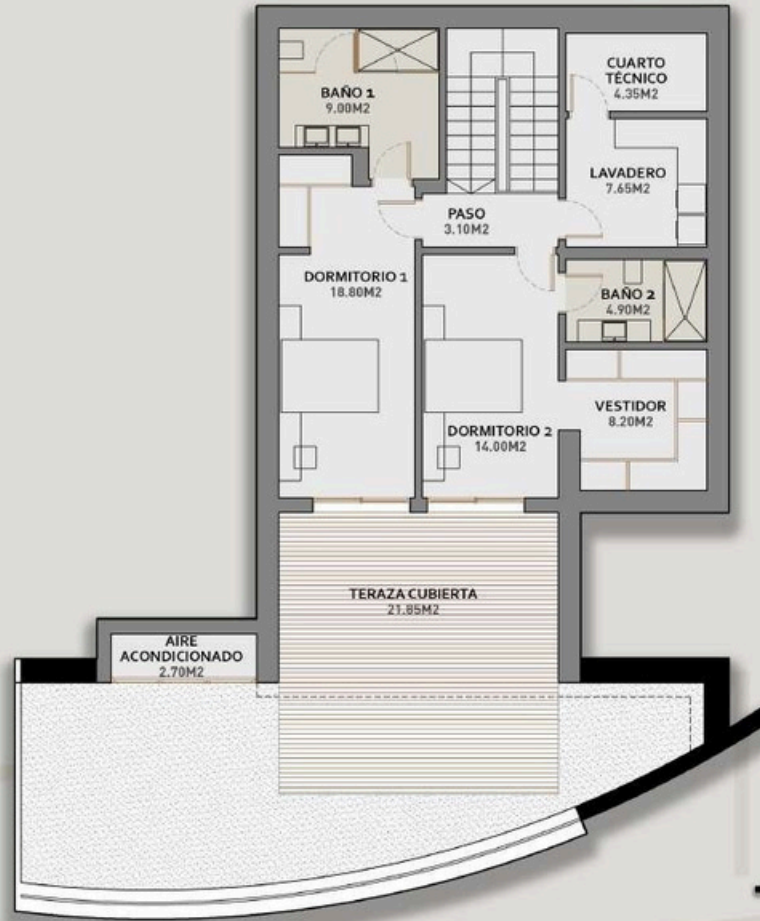 BAÑO 1
9.00M2
CUARTO
TÉCNICO
4.35M2
LAVADERO
7.65M2
PASO
3.10M2
DORMITORIO 1
18.80M2
BAÑO 2
4.90M2
VESTIDOR
8.20M2
DORMITORIO 2
14.00M2
TERAZA CUBIERTA
21.85M2
AIRE
ACONDICIONADO
2.70M2